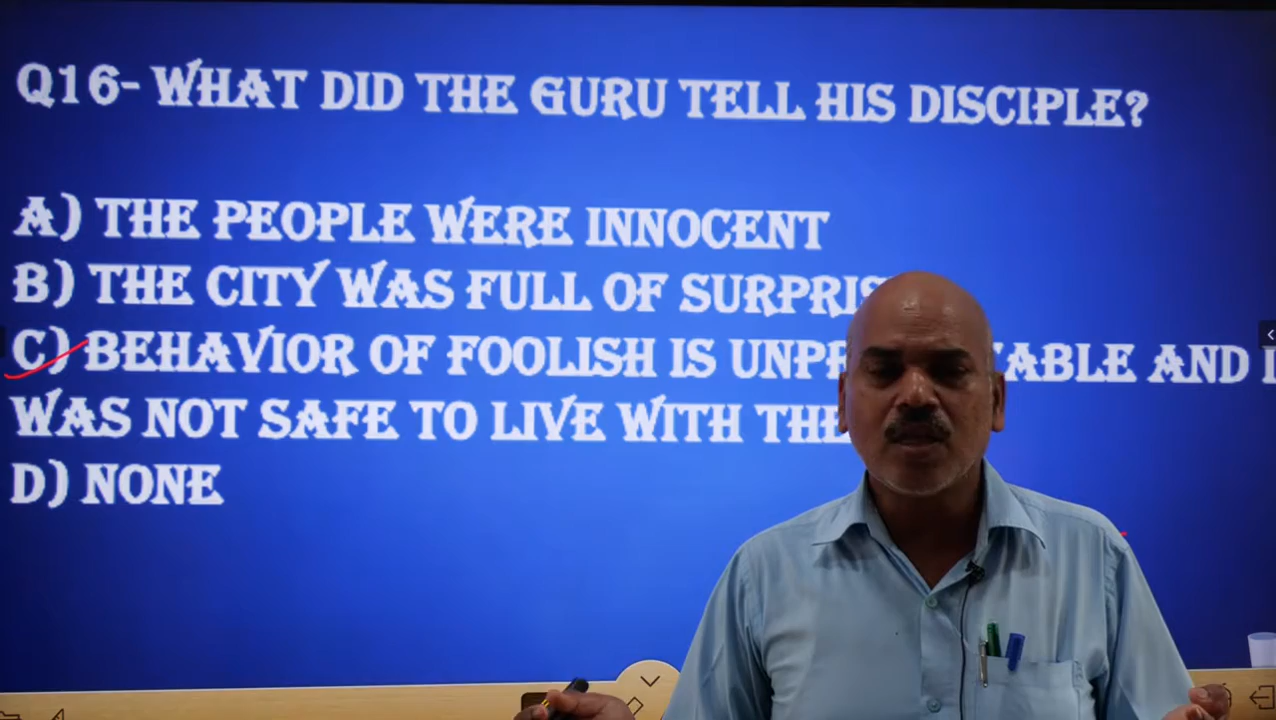 Q16- WHAT DID THE GURU TELL HIS DISCIPLE?
A) THE PEOPLE WERE INNOCENT
B) THE CITY WAS FULL OF
C) BEHAVIOR OF FOOLISH IS AND
WAS NOT SAFE TO LIVE WITH
D) NONE